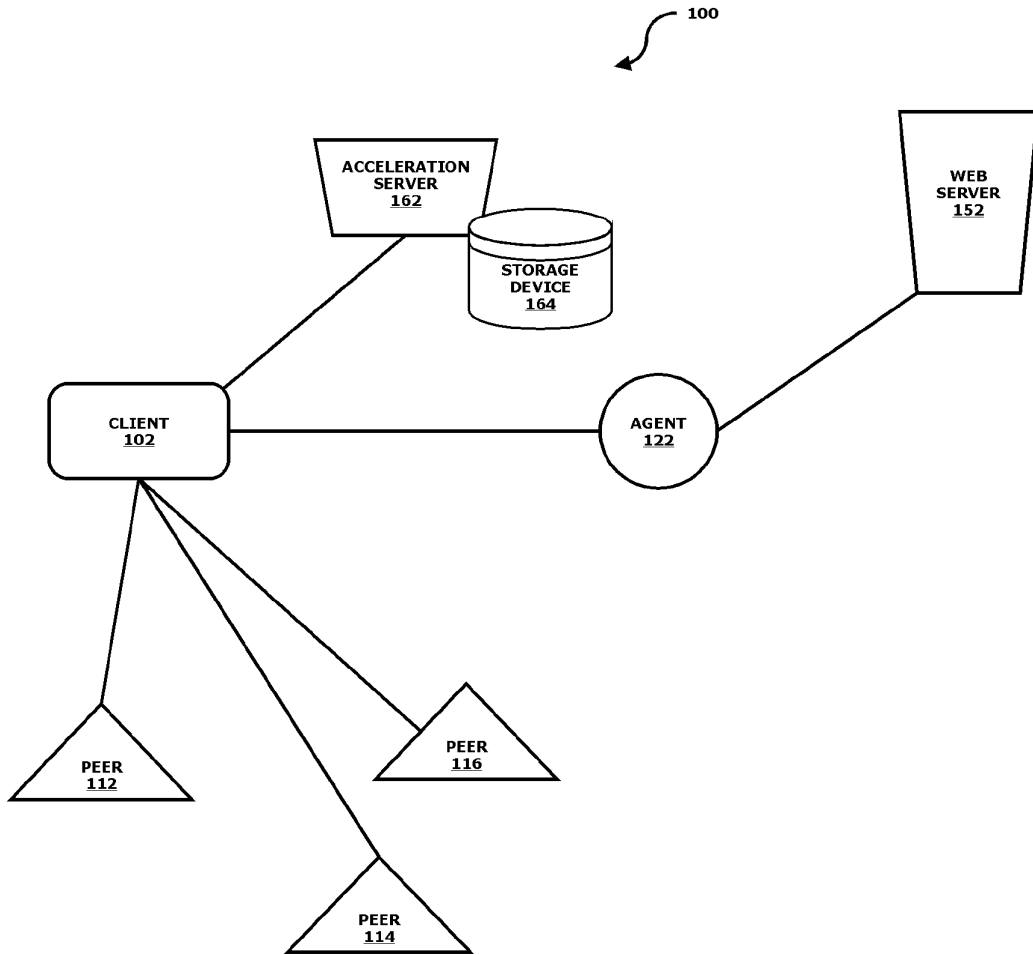 100
ACCELERATION
SERVER
162
STORAGE
DEVICE
164
WEB
SERVER
152
CLIENT
102
AGENT
122
PEER
112
PEER
116
PEER
114